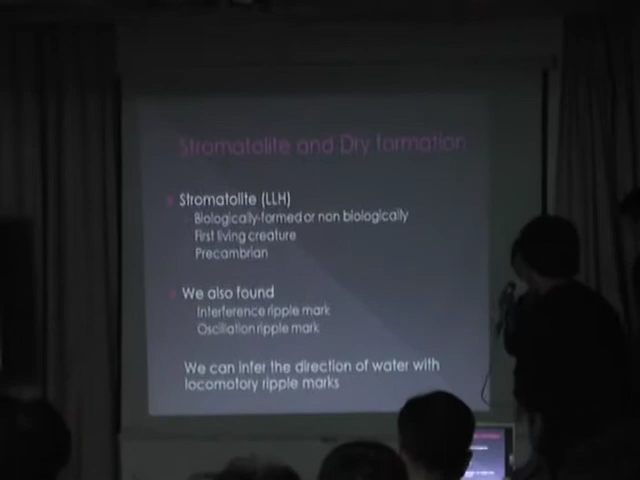 Stromatolite and Dry formation
Stromatolite (LLH)
Biologically-formed or non biologically
First living creature
Precambrian
We also found
Interference ripple mark
Oscillation ripple mark
We can infer the direction of water with
locomotory ripple marks